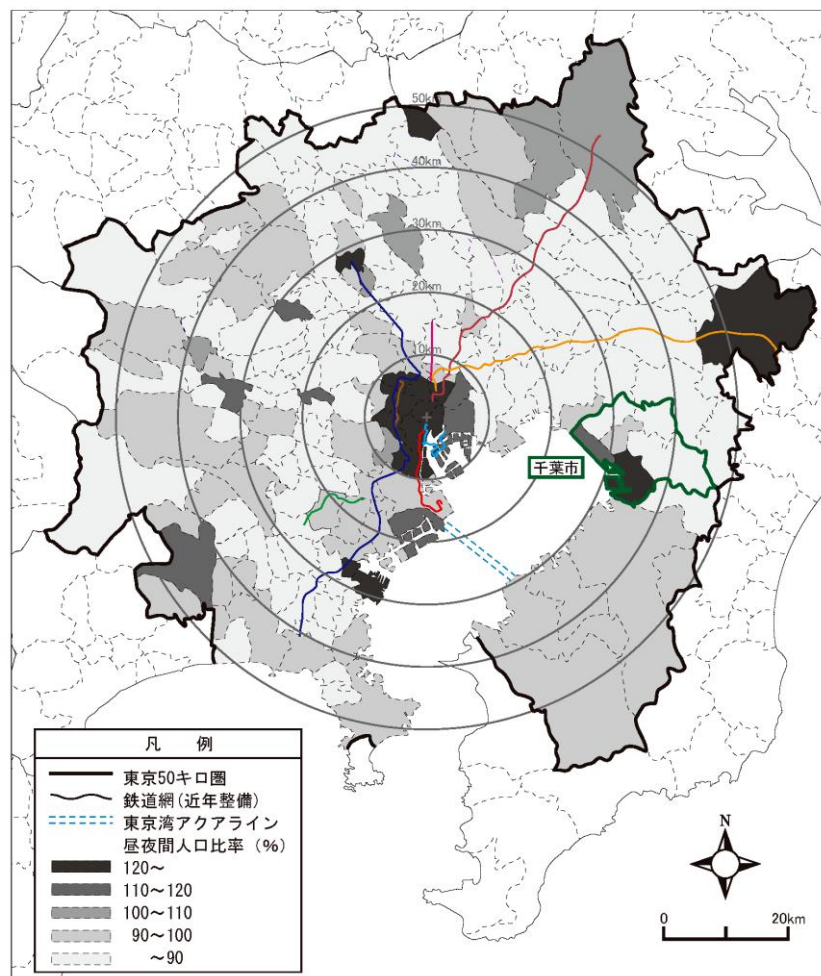 50km
40km
30km
20km
10km
千葉市
凡 例
東京50キロ圏
鉄道網(近年整備)
東京湾アクアライン
昼夜間人口比率 (%)
120~
110~120
100~110
90~100
~90
N
0 20km